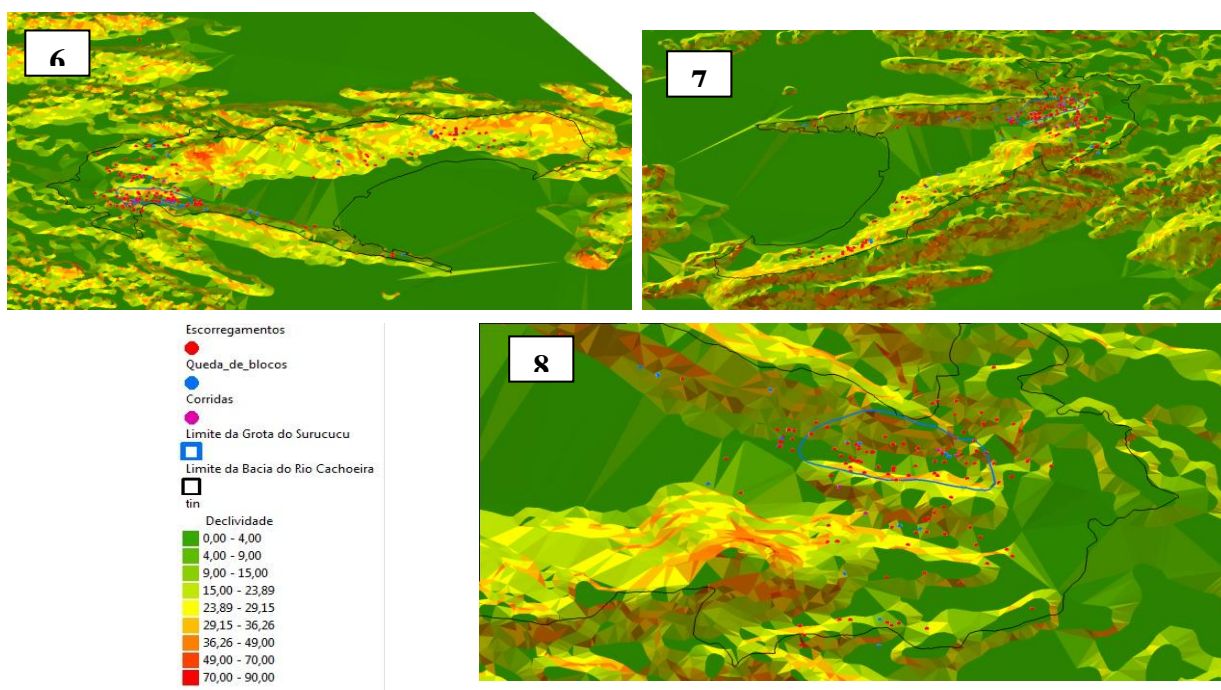 6
7
Escorregamentos
Queda_de_blocos
Corridas
Limite da Grota do Surucucu
Limite da Bacia do Rio Cachoeira
tin
Declividade
0,00 - 4,00
4,00 - 9,00
9,00 - 15,00
15,00 - 23,89
23,89 - 29,15
29,15 - 36,26
36,26 - 49,00
49,00 - 70,00
70,00 - 90,00
8